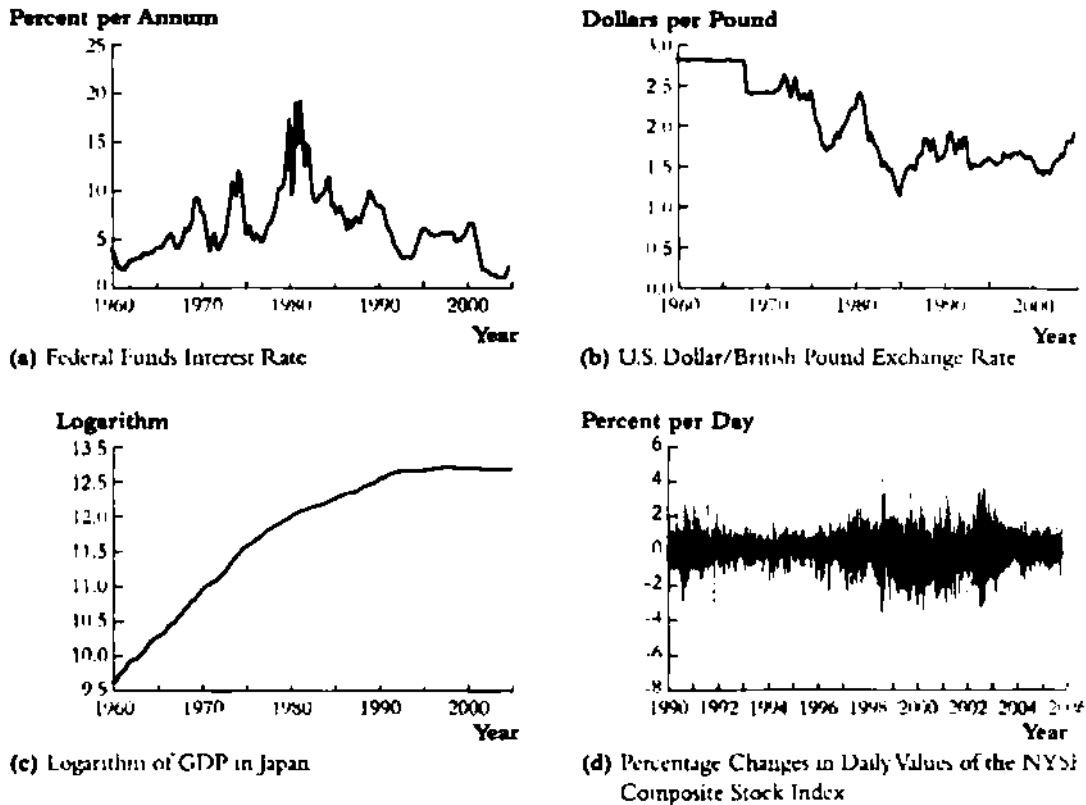 Percent per Annum
25
20
15
10
5
0
1960 1970 1980 1990 2000
Year
(a) Federal Funds Interest Rate
Dollars per Pound
3.0
2.5
2.0
1.5
1.0
0.5
0.0
1960 1970 1980 1990 2000
Year
(b) U.S. Dollar/British Pound Exchange Rate
Logarithm
13.5
12.5
12.0
11.5
11.0
10.5
10.0
9.5
1960 1970 1980 1990 2000
Year
(c) Logarithm of GDP in Japan
Percent per Day
6
4
2
0
-2
-4
-6
-8
1990 1992 1994 1996 1998 2000 2002 2004
Year
(d) Percentage Changes in Daily Values of the NYSE
Composite Stock Index